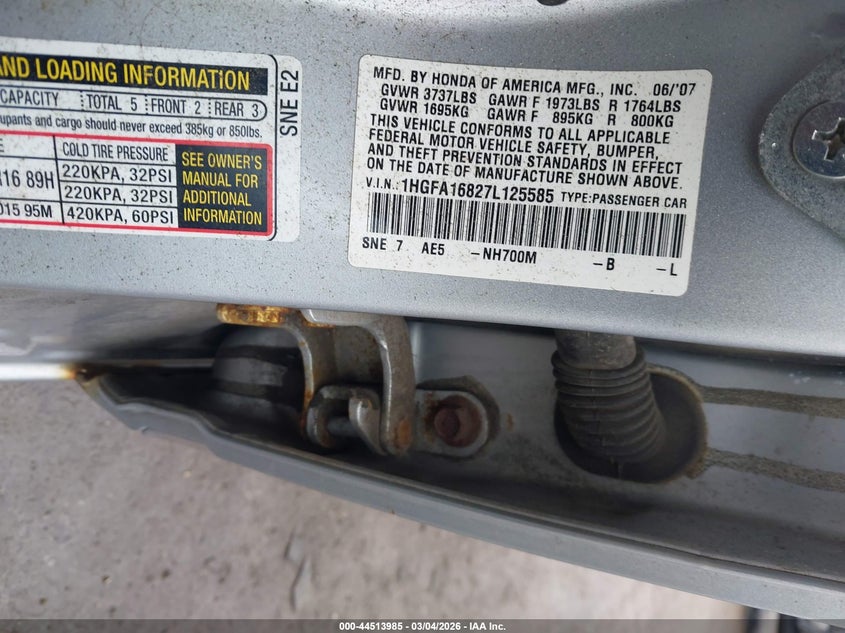 AND LOADING INFORMATION
CAPACITY TOTAL 5 FRONT 2 REAR 3
upants and cargo should never exceed 385kg or 850lbs.
E COLD TIRE PRESSURE SEE OWNER'S MANUAL FOR ADDITIONAL INFORMATION
H16 89H 220KPA, 32PSI
220KPA, 32PSI
D15 95M 420KPA, 60PSI
SNE E2
MFD. BY HONDA OF AMERICA MFG., INC. 06/'07
GVWR 3737LBS GAWR F 1973LBS R 1764LBS
GVWR 1695KG GAWR F 895KG R 800KG
THIS VEHICLE CONFORMS TO ALL APPLICABLE
FEDERAL MOTOR VEHICLE SAFETY, BUMPER,
AND THEFT PREVENTION STANDARDS IN EFFECT
ON THE DATE OF MANUFACTURE SHOWN ABOVE.
V.I.N.: 1HGFA16827L125585 TYPE:PASSENGER CAR
SNE 7 AE5 -NH700M -B -L
000-44513985 - 03/04/2026 - IAA Inc.